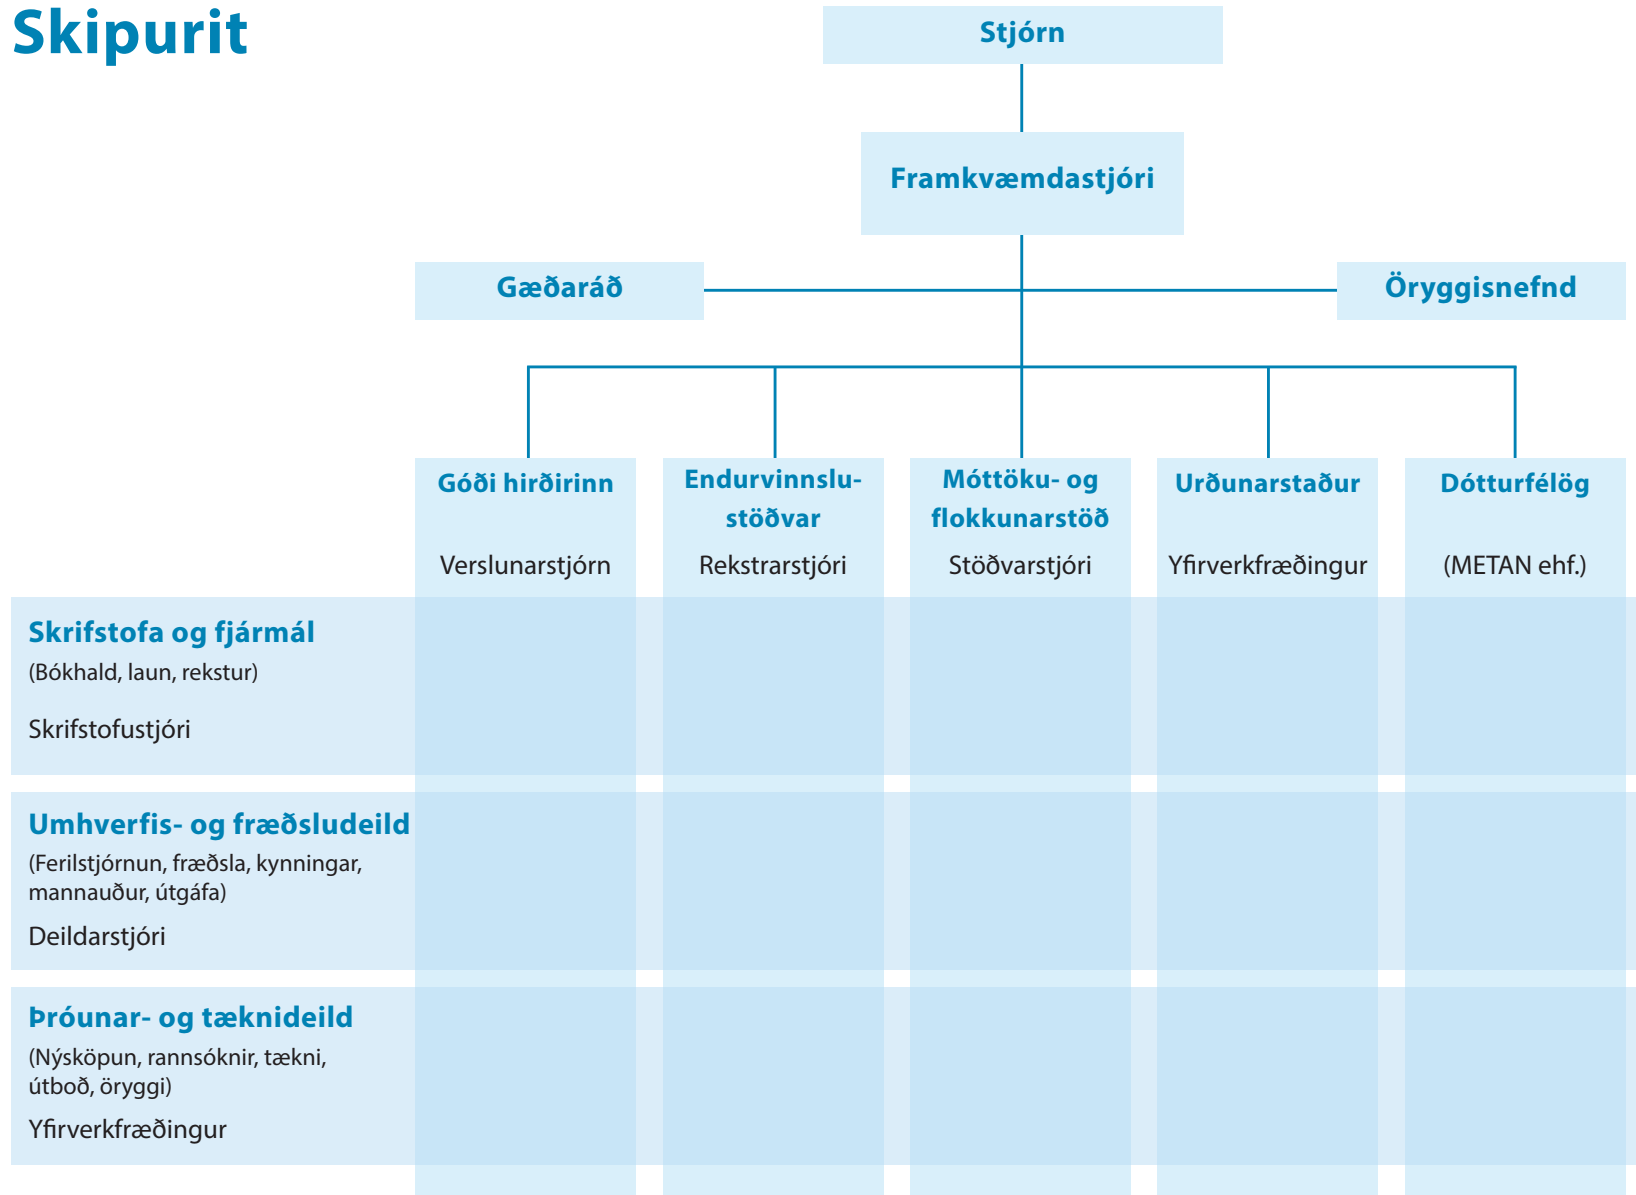 Skipurit
Stjórn
Framkvæmdastjóri
Gæðaráð
Öryggisnefnd
Góði hirðirinn
Verslunarstjórn
Endurvinnslu-
stöðvar
Rekstrarstjóri
Móttöku- og
flokkunarstöð
Stöðvarstjóri
Urðunarstaður
Yfirverkfræðingur
Dótturfélög
(METAN ehf.)
Skrifstofa og fjármál
(Bókhald, laun, rekstur)
Skrifstofustjóri
Umhverfis- og fræðsludeild
(Ferilstjórnun, fræðsla, kynningar,
mannauður, útgáfa)
Deildarstjóri
Þróunar- og tæknideild
(Nýsköpun, rannsóknir, tækni,
útboð, öryggi)
Yfirverkfræðingur